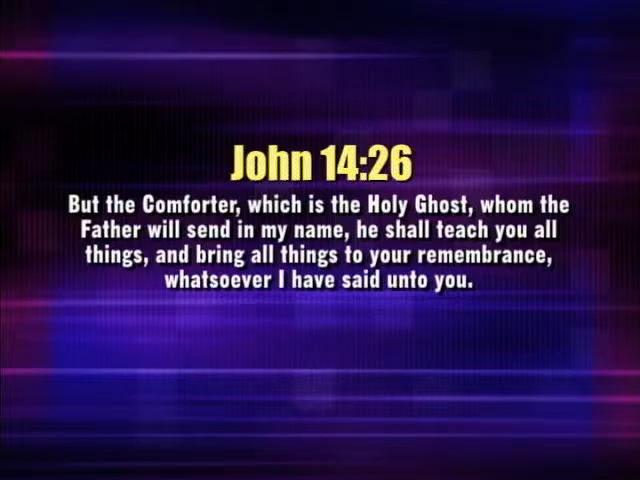 John 14:26
But the Comforter, which is the Holy Ghost, whom the
Father will send in my name, he shall teach you all
things, and bring all things to your remembrance,
whatsoever I have said unto you.